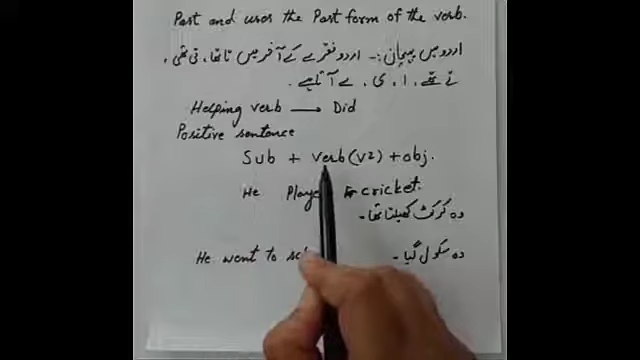 Past and uses the Past form of the verb.
اردو میں پہچان :۔ اردو فقرے کے آخر میں تا تھا، تی تھی،
تے تھے، ا، ی، ے آتا ہے۔
Helping verb → Did
Positive sentence
Sub + verb(v2) + obj.
He cricket.
وہ کرکٹ کھیلتا تھا۔
He went to
وہ سکول گیا۔